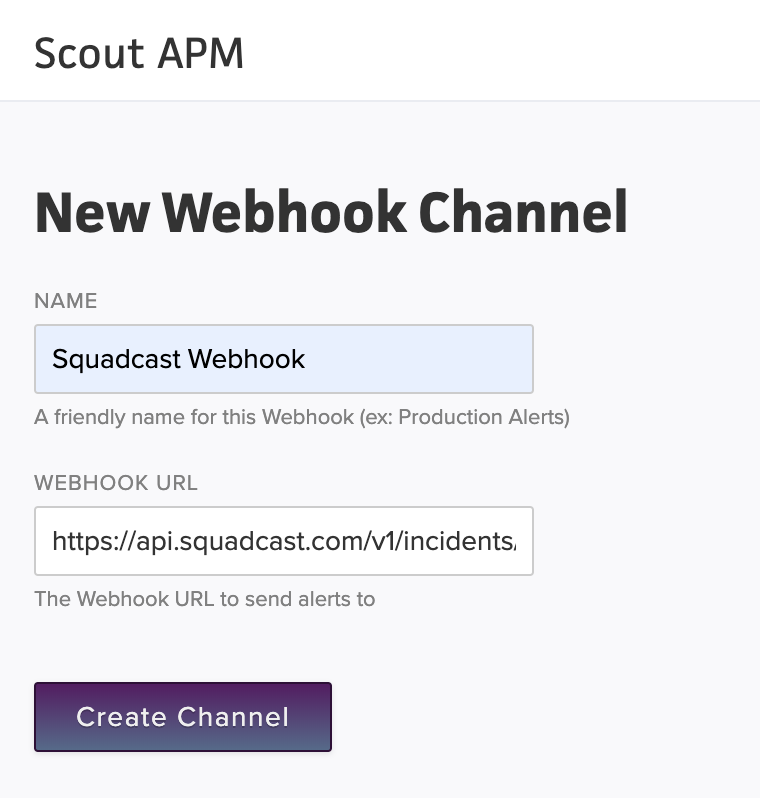 Scout APM
New Webhook Channel
NAME
Squadcast Webhook
A friendly name for this Webhook (ex: Production Alerts)
WEBHOOK URL
https://api.squadcast.com/v1/incidents/
The Webhook URL to send alerts to
Create Channel